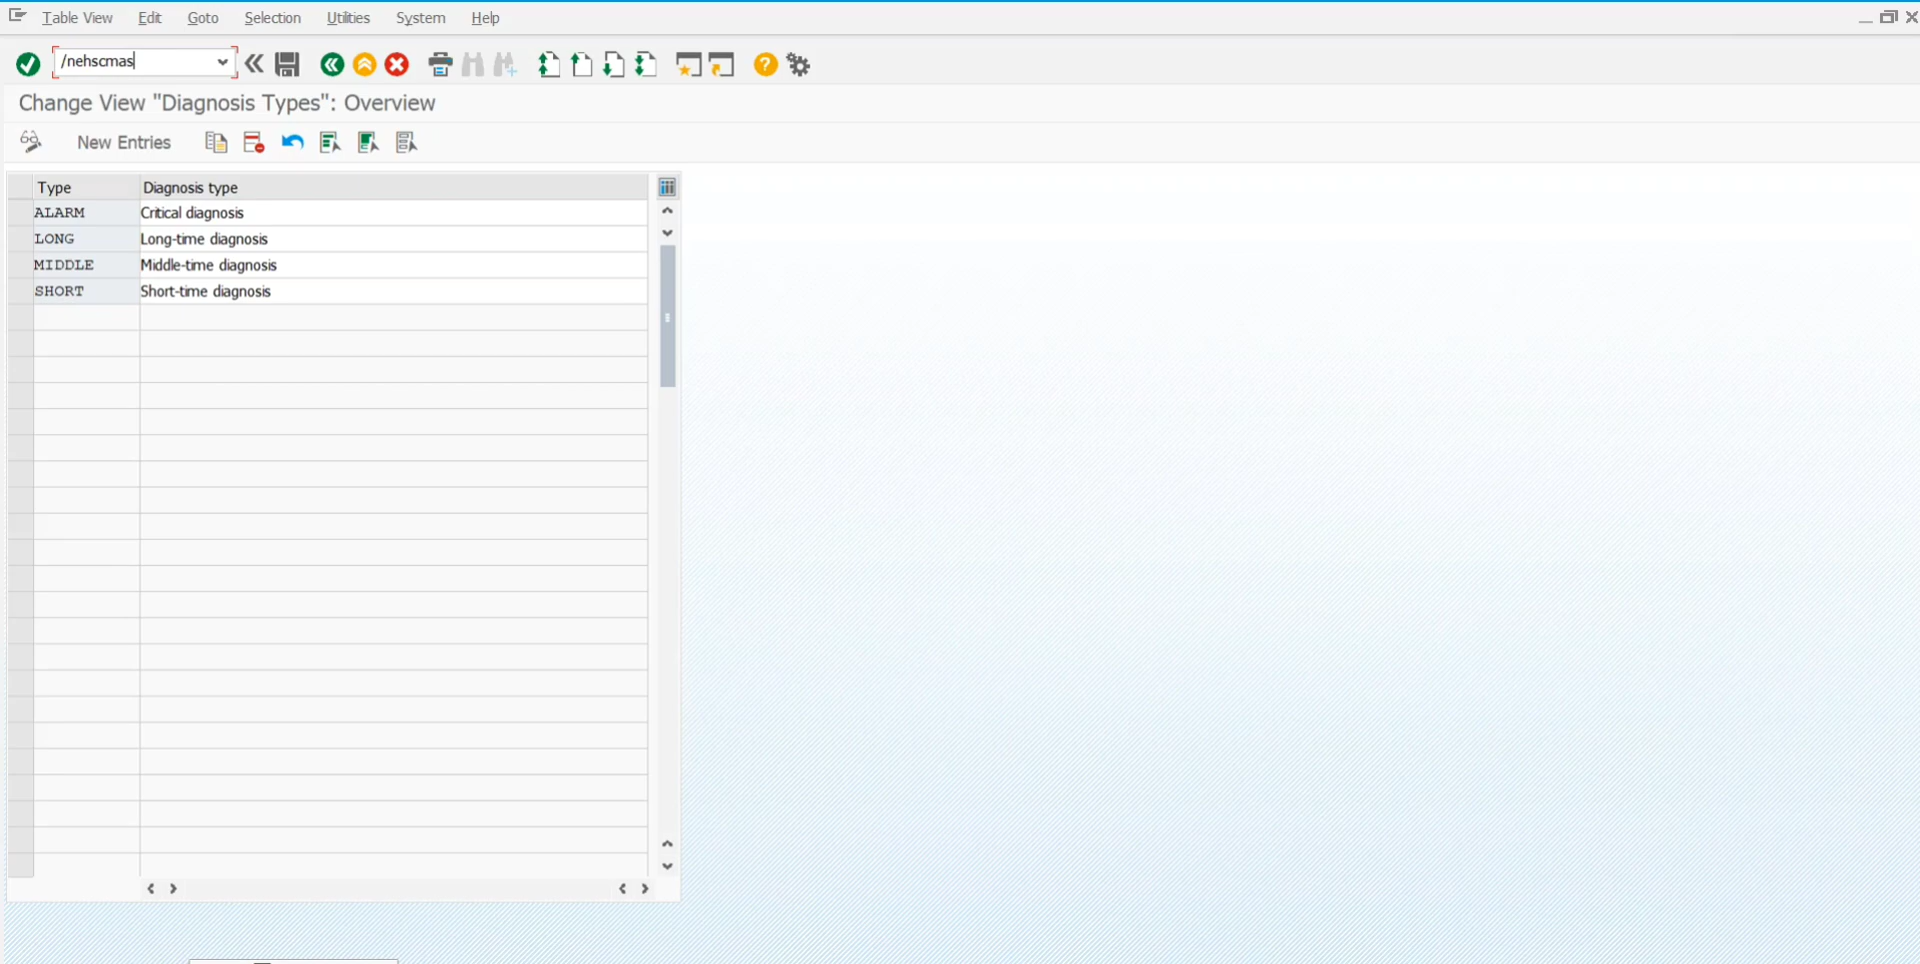 Table View Edit Goto Selection Utilities System Help
/nehscmas
Change View "Diagnosis Types": Overview
New Entries
Type Diagnosis type
ALARM Critical diagnosis
LONG Long-time diagnosis
MIDDLE Middle-time diagnosis
SHORT Short-time diagnosis